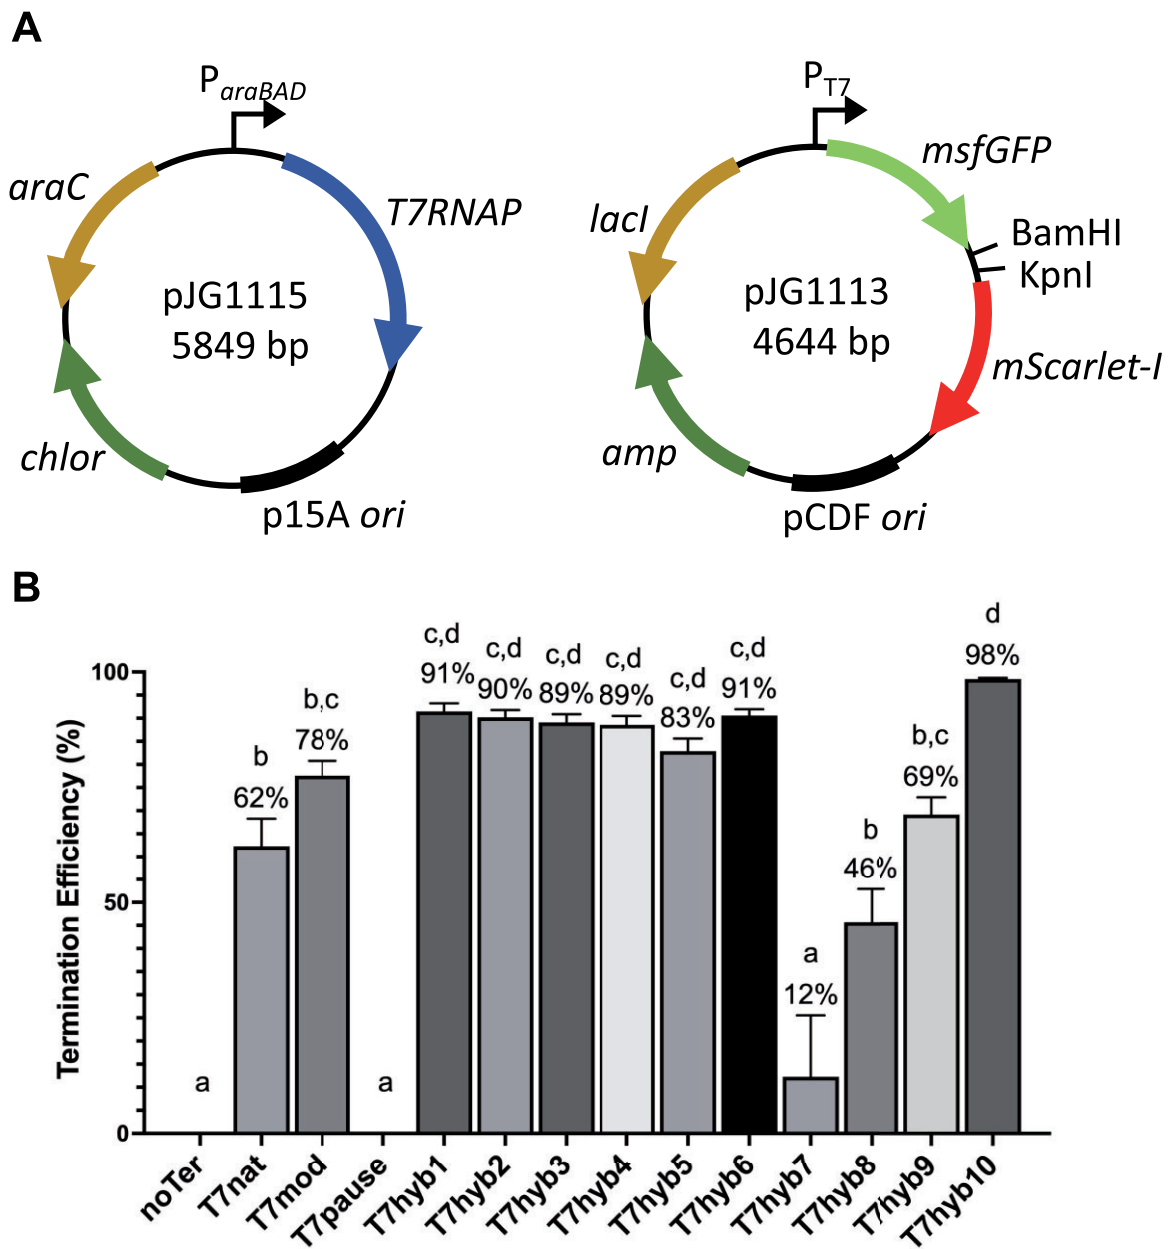 A
ParaBAD
araC
T7RNAP
pJG1115
5849 bp
chlor
p15A ori
PT7
msfGFP
lacI
BamHI
KpnI
pJG1113
4644 bp
mScarlet-I
amp
pCDF ori
B
Termination Efficiency (%)
100
50
0
a
b
62%
b,c
78%
a
c,d
91%
c,d
90%
c,d
89%
c,d
89%
c,d
83%
c,d
91%
a
12%
b
46%
b,c
69%
d
98%
noTer
T7nat
T7mod
T7pause
T7hyb1
T7hyb2
T7hyb3
T7hyb4
T7hyb5
T7hyb6
T7hyb7
T7hyb8
T7hyb9
T7hyb10